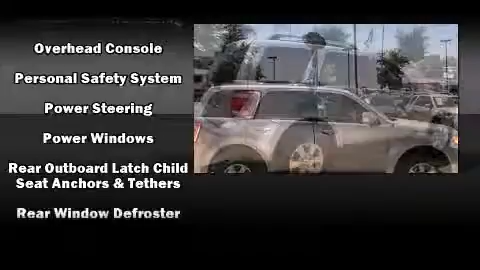 Overhead Console
Personal Safety System
Power Steering
Power Windows
Rear Outboard Latch Child
Seat Anchors & Tethers
Rear Window Defroster